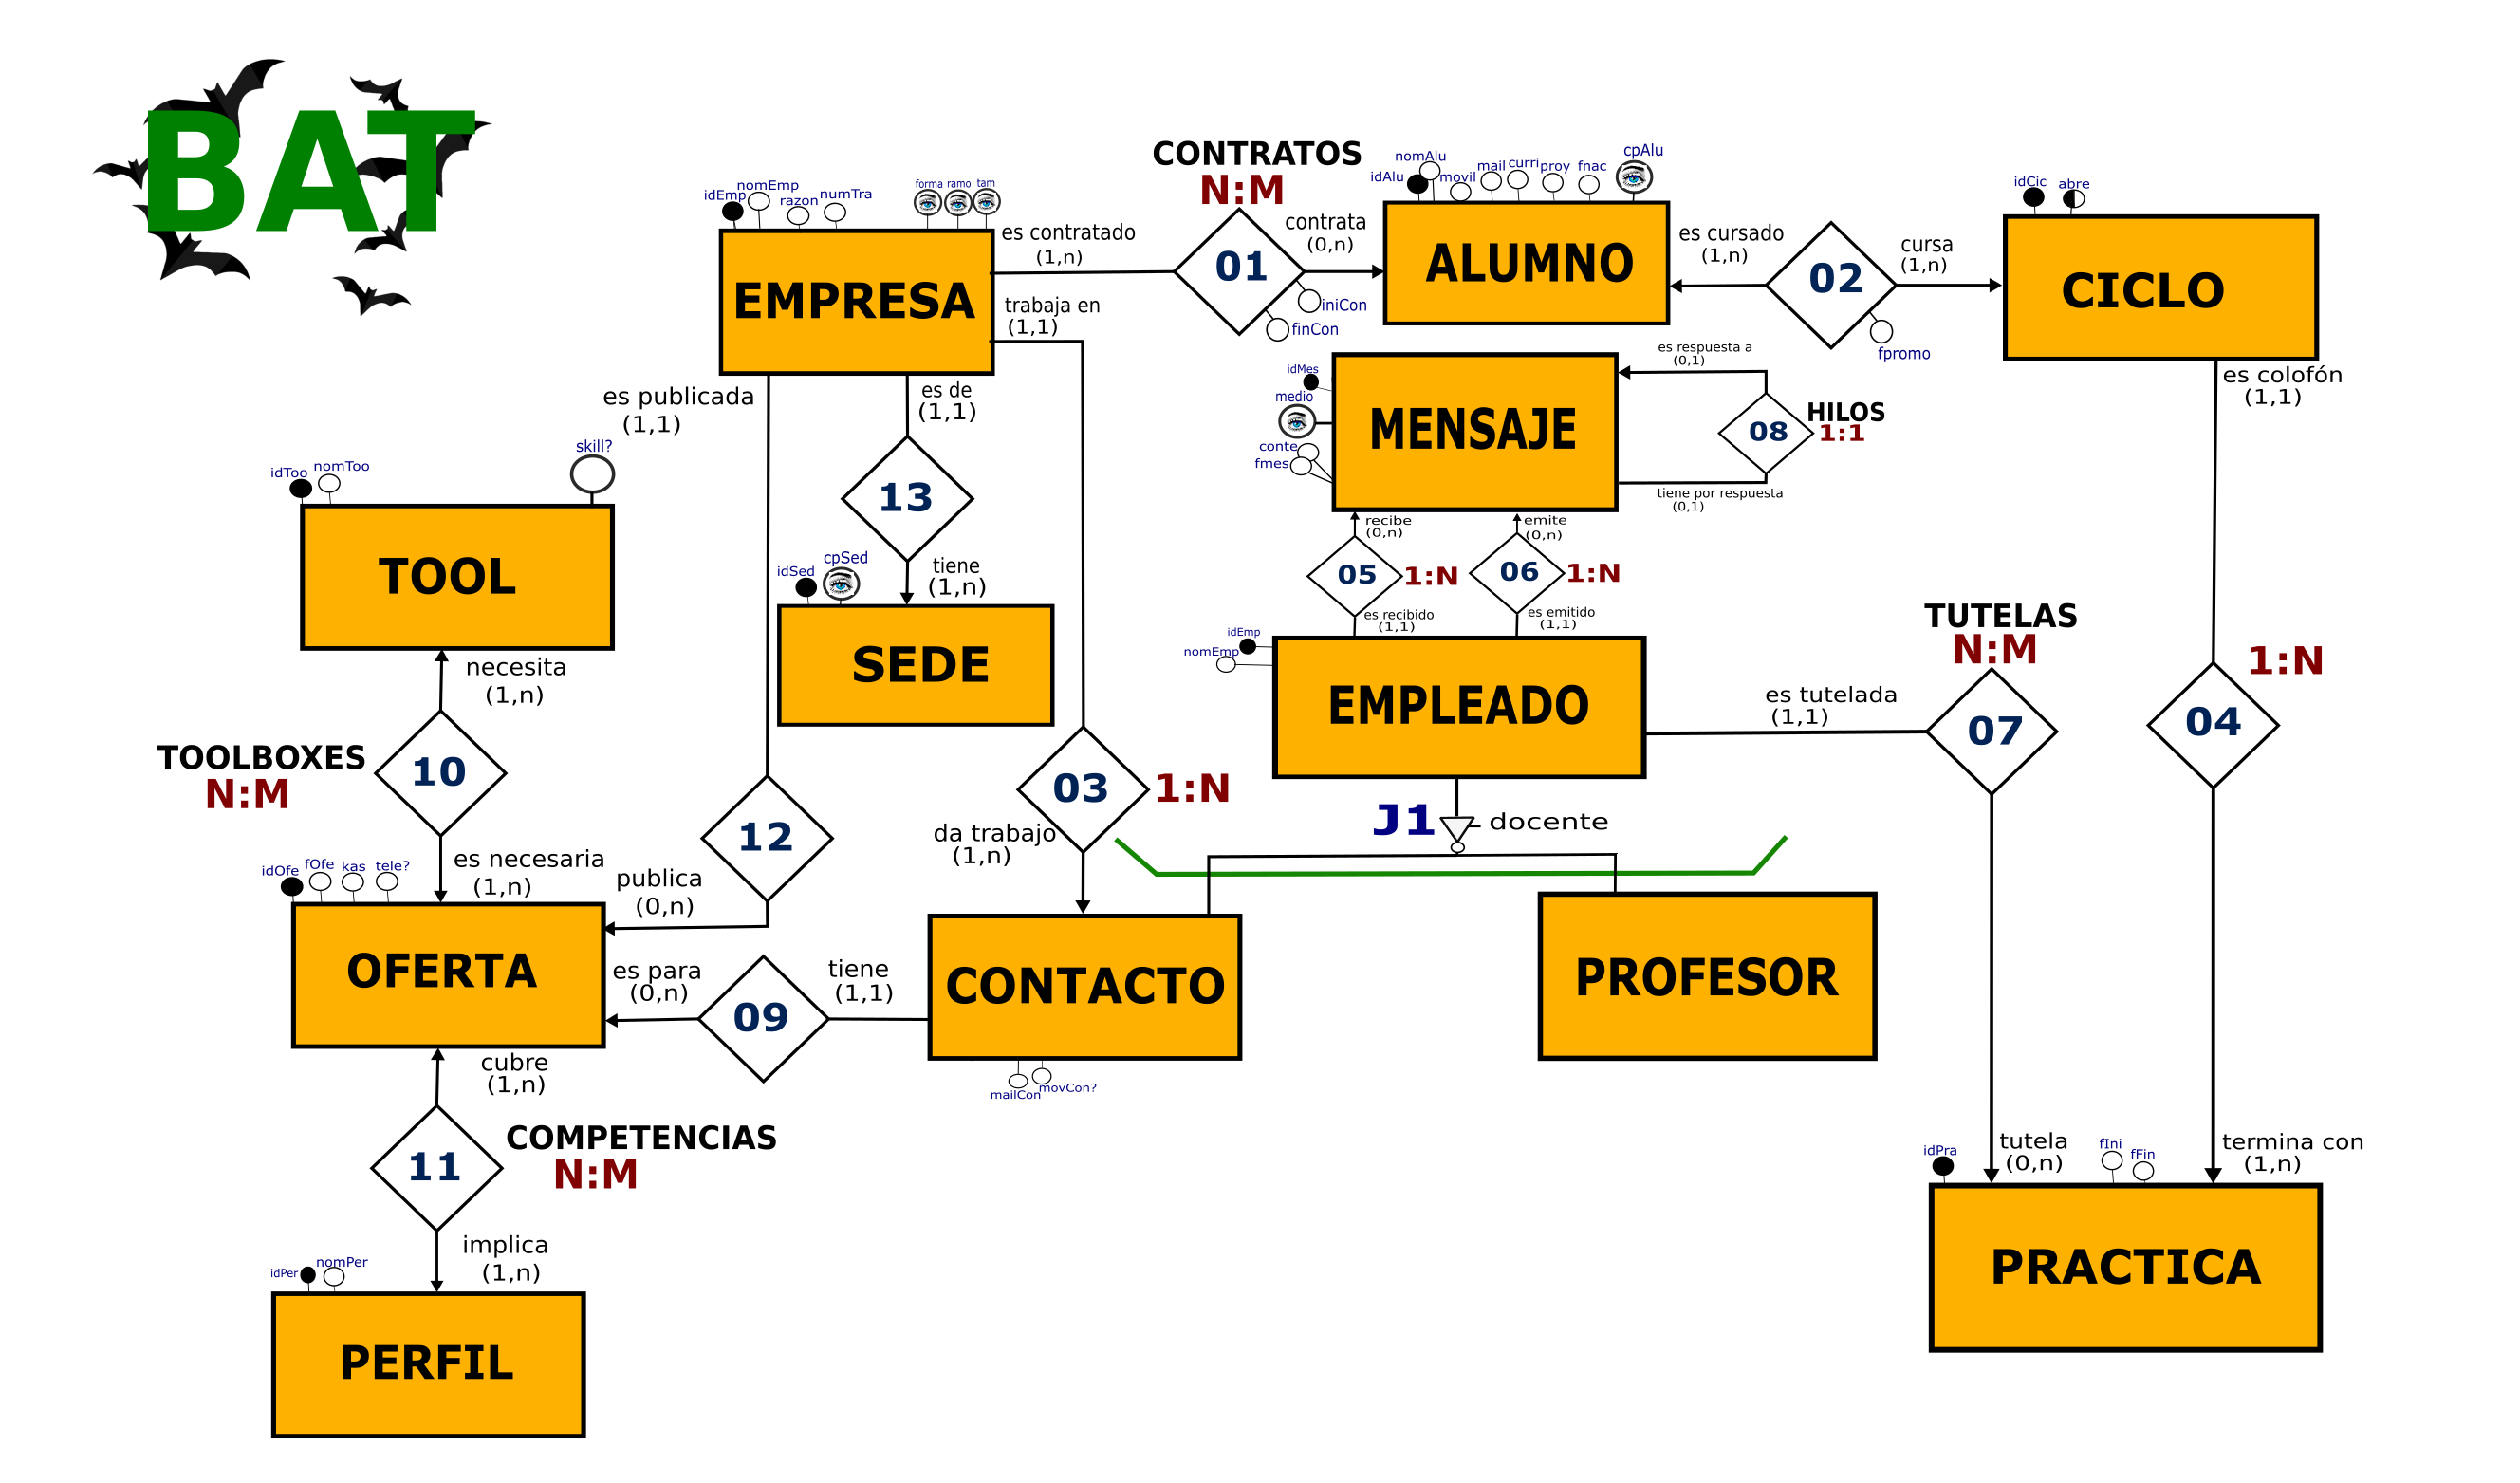 BAT
CONTRATOS
N:M
idEmp
nomEmp
razon
numTra
forma
ramo
tam
EMPRESA
es contratado
(1,n)
trabaja en
(1,1)
01
iniCon
finCon
contrata
(0,n)
idAlu
nomAlu
movil
mail
curri
proy
fnac
cpAlu
ALUMNO
es cursado
(1,n)
02
fpromo
cursa
(1,n)
idCic
abre
CICLO
es colofón
(1,1)
es publicada
(1,1)
es de
(1,1)
13
tiene
(1,n)
idSed
cpSed
SEDE
idMes
medio
conte
fmes
MENSAJE
es respuesta a
(0,1)
08
HILOS
1:1
tiene por respuesta
(0,1)
recibe
(0,n)
05
1:N
es recibido
(1,1)
emite
(0,n)
06
1:N
es emitido
(1,1)
idEmp
nomEmp
EMPLEADO
es tutelada
(1,1)
TUTELAS
N:M
07
1:N
04
idToo
nomToo
skill?
TOOL
necesita
(1,n)
TOOLBOXES
N:M
10
es necesaria
(1,n)
12
publica
(0,n)
03
1:N
da trabajo
(1,n)
J1
docente
idOfe
fOfe
kas
tele?
OFERTA
es para
(0,n)
09
tiene
(1,1)
CONTACTO
mailCon
movCon?
PROFESOR
cubre
(1,n)
11
COMPETENCIAS
N:M
implica
(1,n)
idPer
nomPer
PERFIL
idPra
tutela
(0,n)
fIni
fFin
termina con
(1,n)
PRACTICA